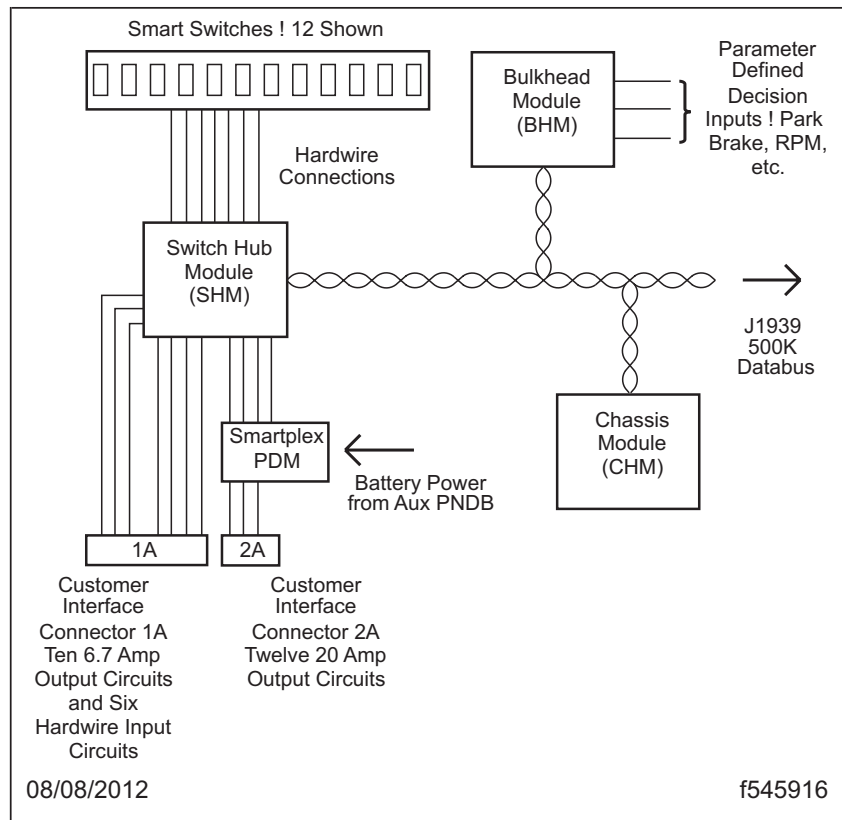 Smart Switches ! 12 Shown
Hardwire
Connections
Bulkhead
Module
(BHM)
Parameter
Defined
Decision
Inputs ! Park
Brake, RPM,
etc.
Switch Hub
Module
(SHM)
J1939
500K
Databus
Chassis
Module
(CHM)
Smartplex
PDM
Battery Power
from Aux PNDB
1A
2A
Customer
Interface
Connector 1A
Ten 6.7 Amp
Output Circuits
and Six
Hardwire Input
Circuits
Customer
Interface
Connector 2A
Twelve 20 Amp
Output Circuits
08/08/2012
f545916